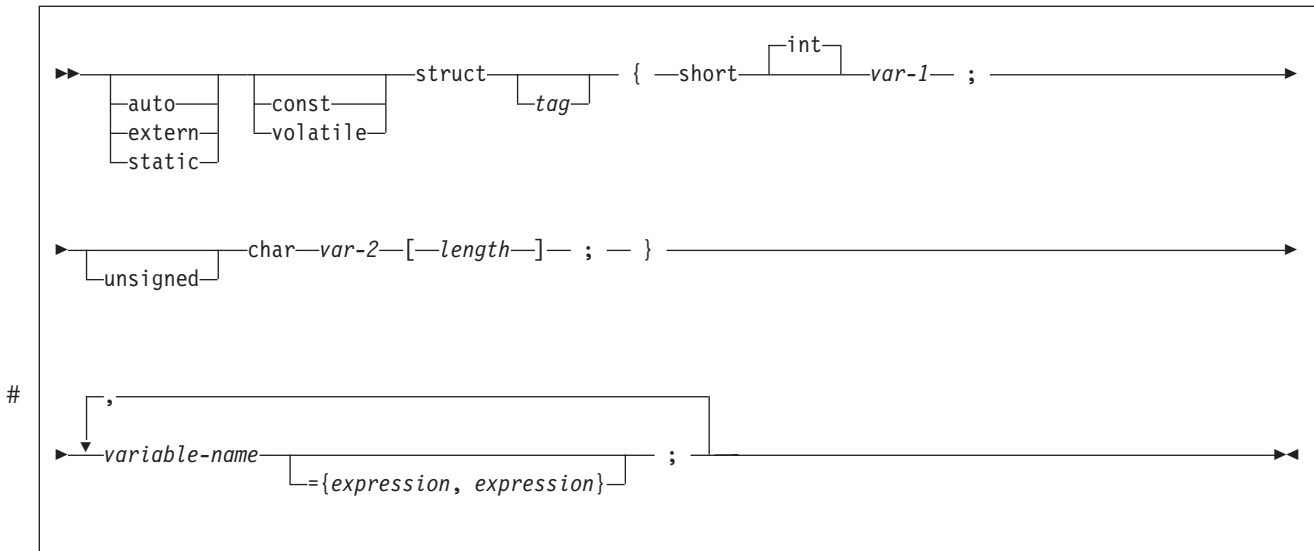 int
struct { short var-1 ;
auto const tag
extern volatile
static
char var-2 [ length ] ; }
unsigned
# ,
variable-name ;
={expression, expression}